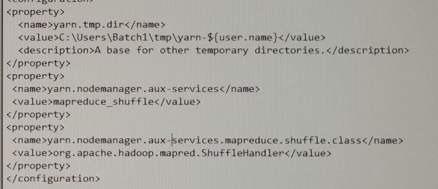 <configuration>
<property>
<name>yarn.tmp.dir</name>
<value>C:\Users\Batch1\tmp\yarn-${user.name}</value>
<description>A base for other temporary directories.</description>
</property>
<property>
<name>yarn.nodemanager.aux-services</name>
<value>mapreduce_shuffle</value>
</property>
<property>
<name>yarn.nodemanager.aux-services.mapreduce.shuffle.class</name>
<value>org.apache.hadoop.mapred.ShuffleHandler</value>
</property>
</configuration>